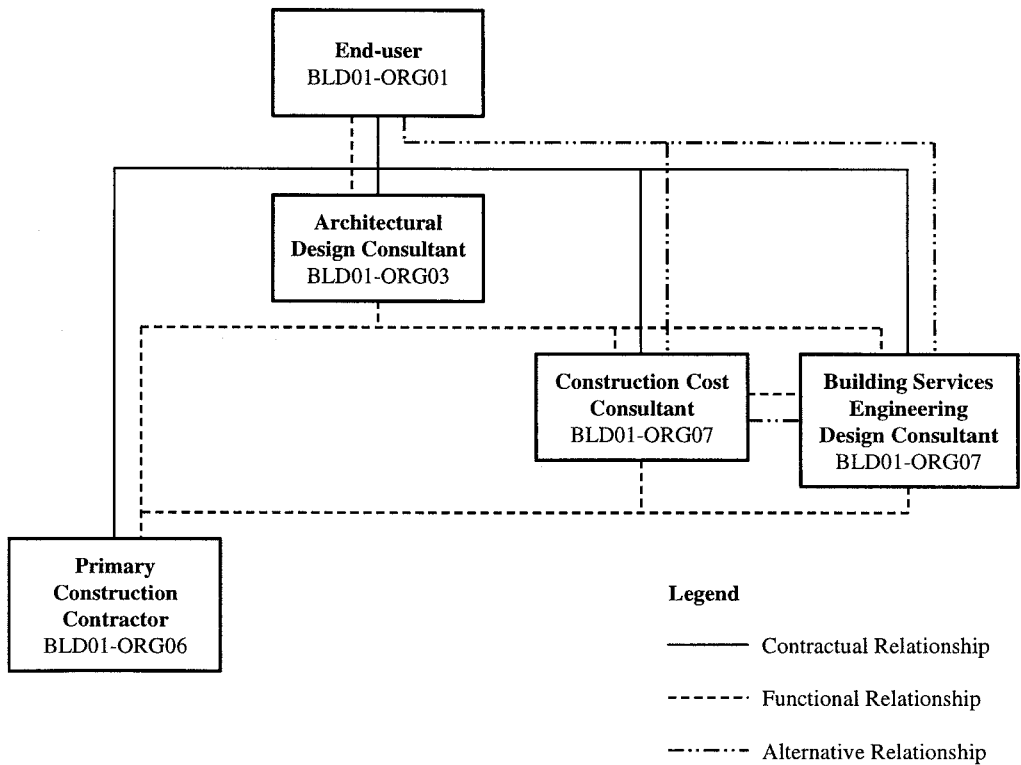 End-user
BLD01-ORG01
Architectural
Design Consultant
BLD01-ORG03
Construction Cost
Consultant
BLD01-ORG07
Building Services
Engineering
Design Consultant
BLD01-ORG07
Primary
Construction
Contractor
BLD01-ORG06
Legend
Contractual Relationship
Functional Relationship
Alternative Relationship